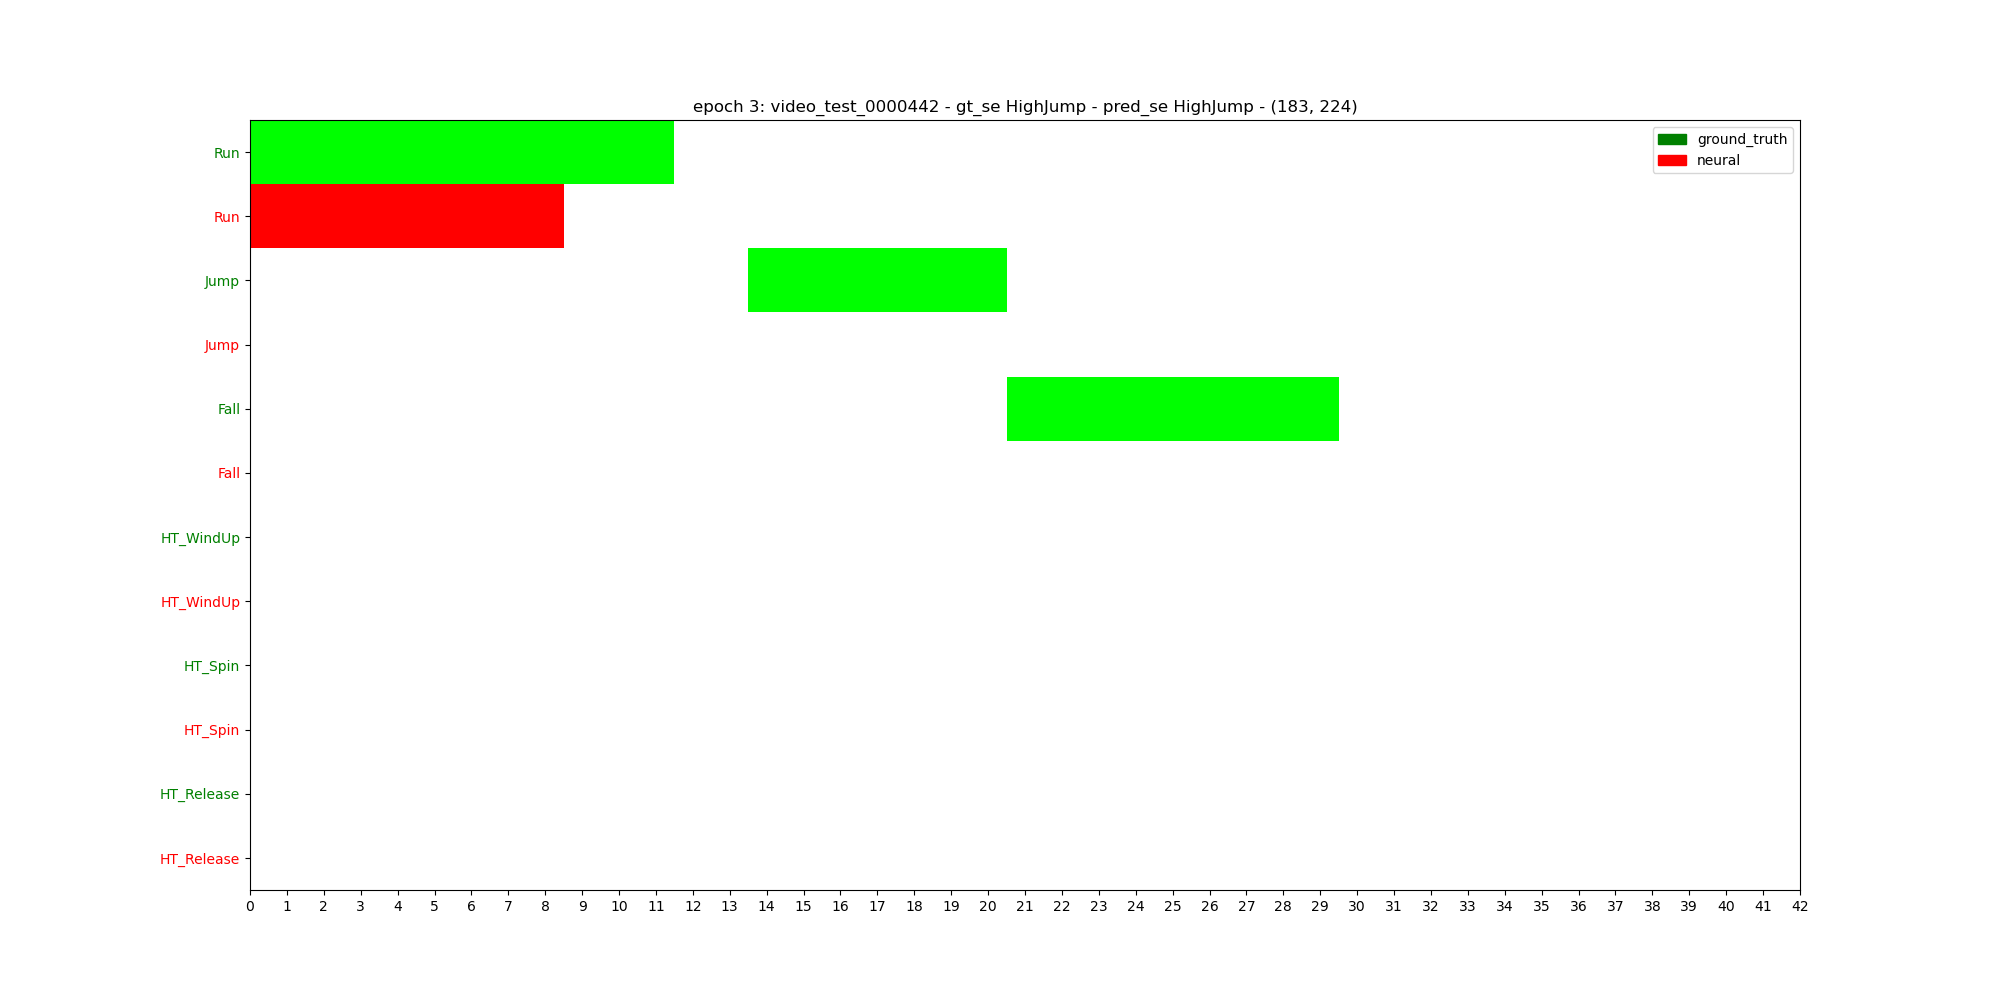 epoch 3: video_test_0000442 - gt_se HighJump - pred_se HighJump - (183, 224)
ground_truth
neural
Run
Run
Jump
Jump
Fall
Fall
HT_WindUp
HT_WindUp
HT_Spin
HT_Spin
HT_Release
HT_Release
0 1 2 3 4 5 6 7 8 9 10 11 12 13 14 15 16 17 18 19 20 21 22 23 24 25 26 27 28 29 30 31 32 33 34 35 36 37 38 39 40 41 42